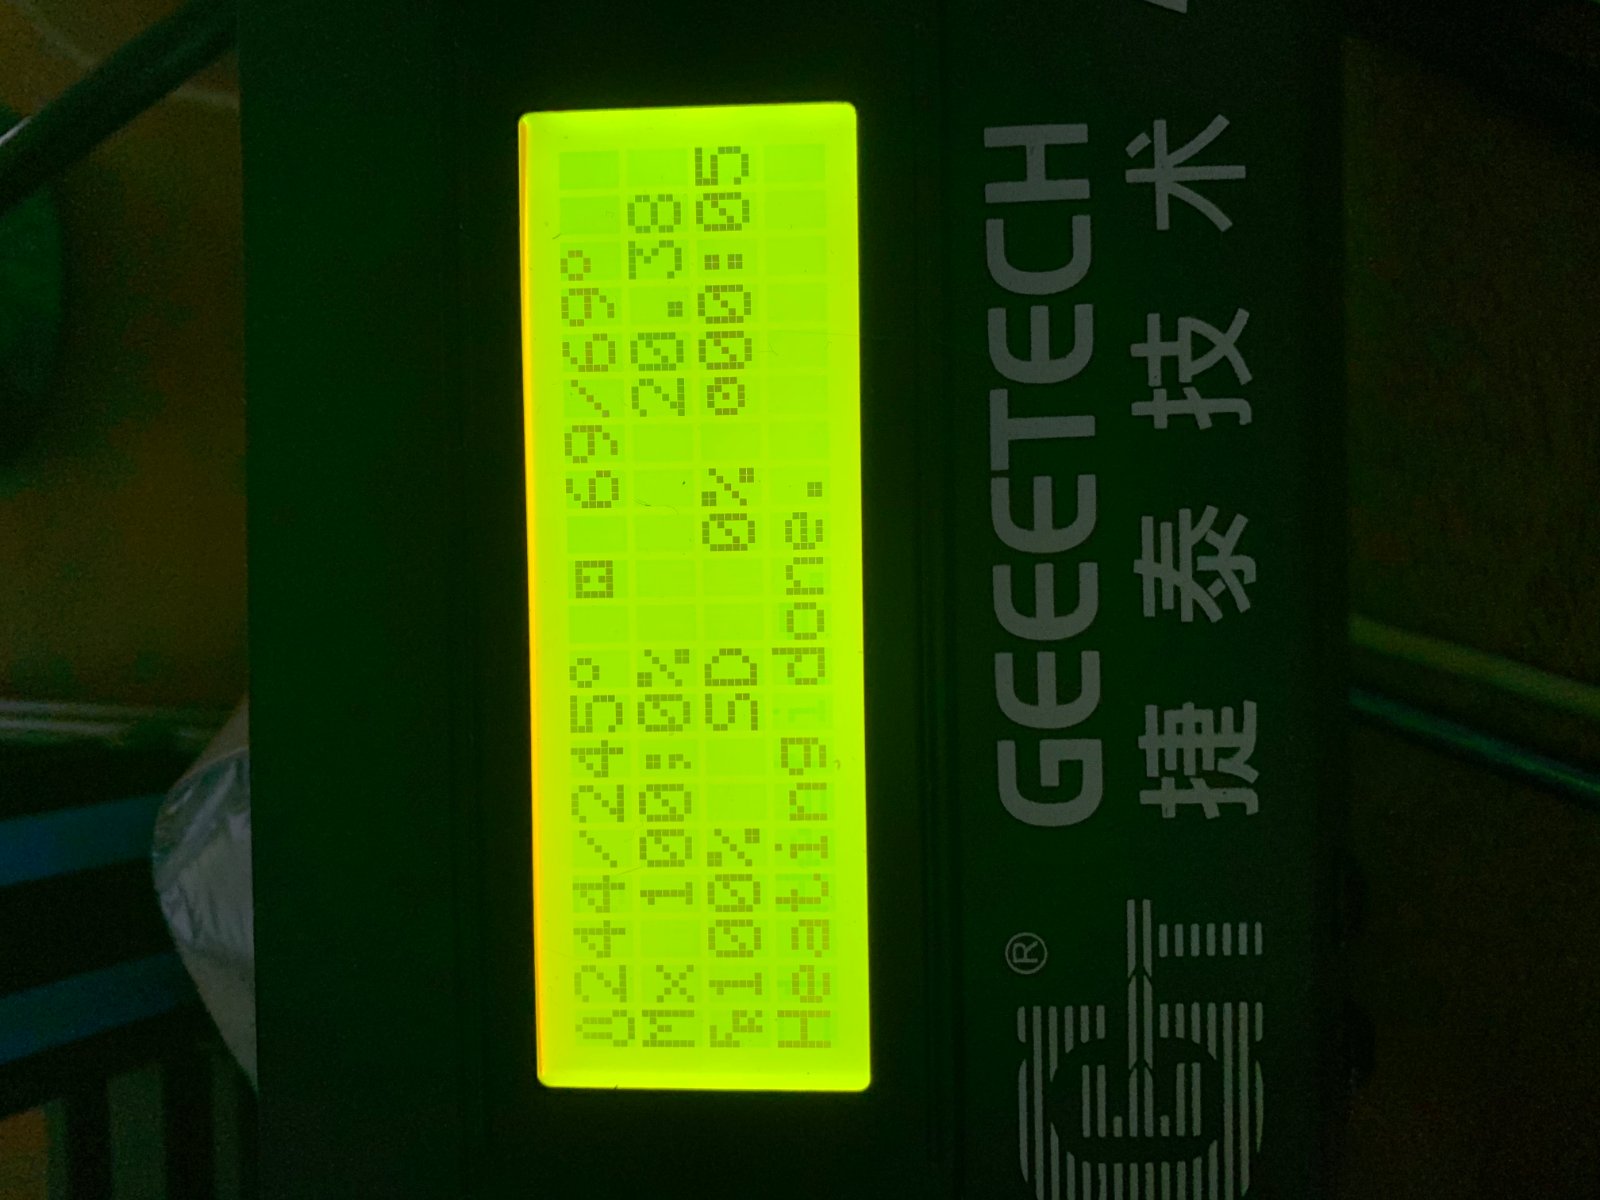 244/245° 69/69°
Mx 100;0% 20.38
FR100% SD 0% 000:05
Heating done.
GEEETECH®
捷泰技术